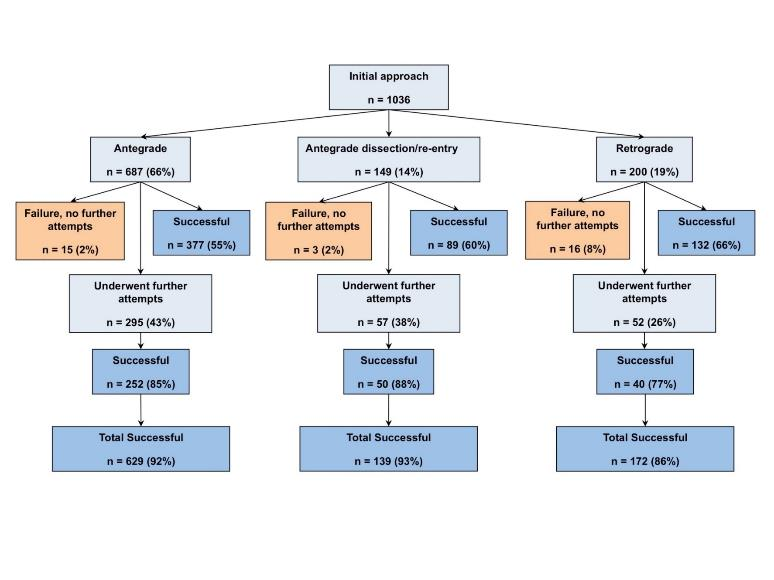 Initial approach
n = 1036
Antegrade
n = 687 (66%)
Antegrade dissection/re-entry
n = 149 (14%)
Retrograde
n = 200 (19%)
Failure, no further
attempts
n = 15 (2%)
Successful
n = 377 (55%)
Failure, no
further attempts
n = 3 (2%)
Successful
n = 89 (60%)
Failure, no
further attempts
n = 16 (8%)
Successful
n = 132 (66%)
Underwent further
attempts
n = 295 (43%)
Underwent further
attempts
n = 57 (38%)
Underwent further
attempts
n = 52 (26%)
Successful
n = 252 (85%)
Successful
n = 50 (88%)
Successful
n = 40 (77%)
Total Successful
n = 629 (92%)
Total Successful
n = 139 (93%)
Total Successful
n = 172 (86%)